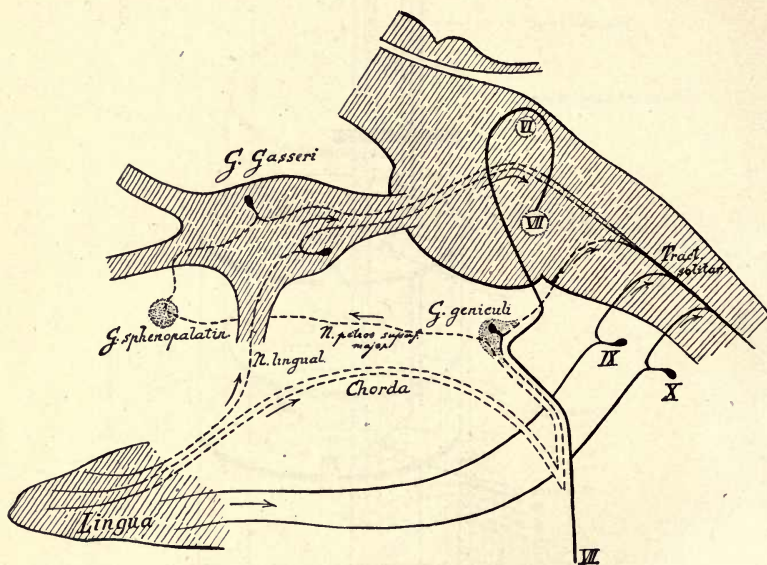 VI
G. Gasseri
VII
Tract.
solitar.
G. geniculi
G. sphenopalatin
N. petros superf.
major
N. lingual.
IX
Chorda
X
Lingua
VII